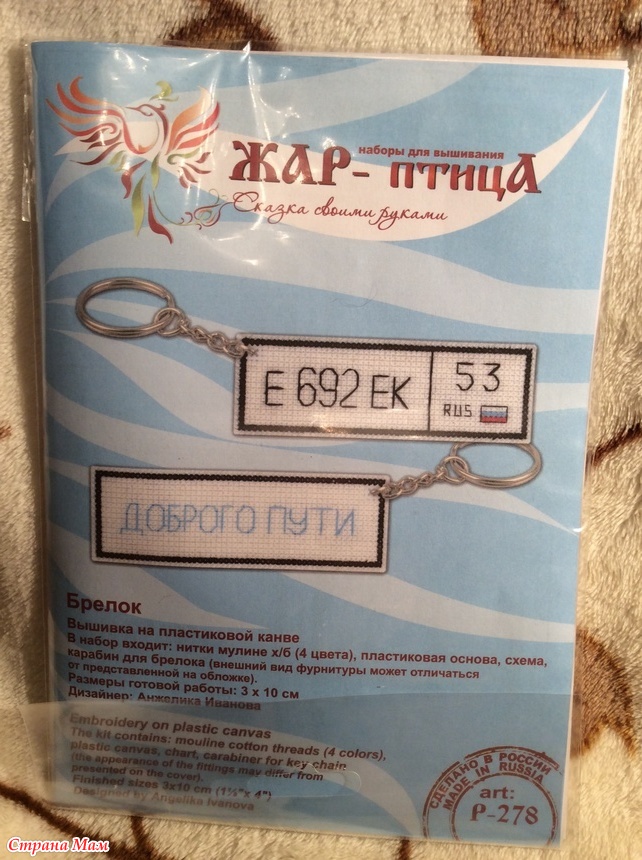 наборы для вышивания
ЖАР-птицА
Сказка своими руками
Е 692 ЕК
53
RUS
ДОБРОГО ПУТИ
Брелок
Вышивка на пластиковой канве
В набор входит: нитки мулине х/б (4 цвета), пластиковая основа, схема,
карабин для брелока (внешний вид фурнитуры может отличаться
от представленной на обложке).
Размеры готовой работы: 3 x 10 см
Дизайнер: Анжелика Иванова
Embroidery on plastic canvas
The kit contains: mouline cotton threads (4 colors),
plastic canvas, chart, carabiner for key chain
(the appearance of the fittings may differ from
presented on the cover).
Finished sizes 3x10 cm (1⅛" x 4")
Designed by Angelika Ivanova
СДЕЛАНО В РОССИИ
MADE IN RUSSIA
art:
P-278
Страна Мам